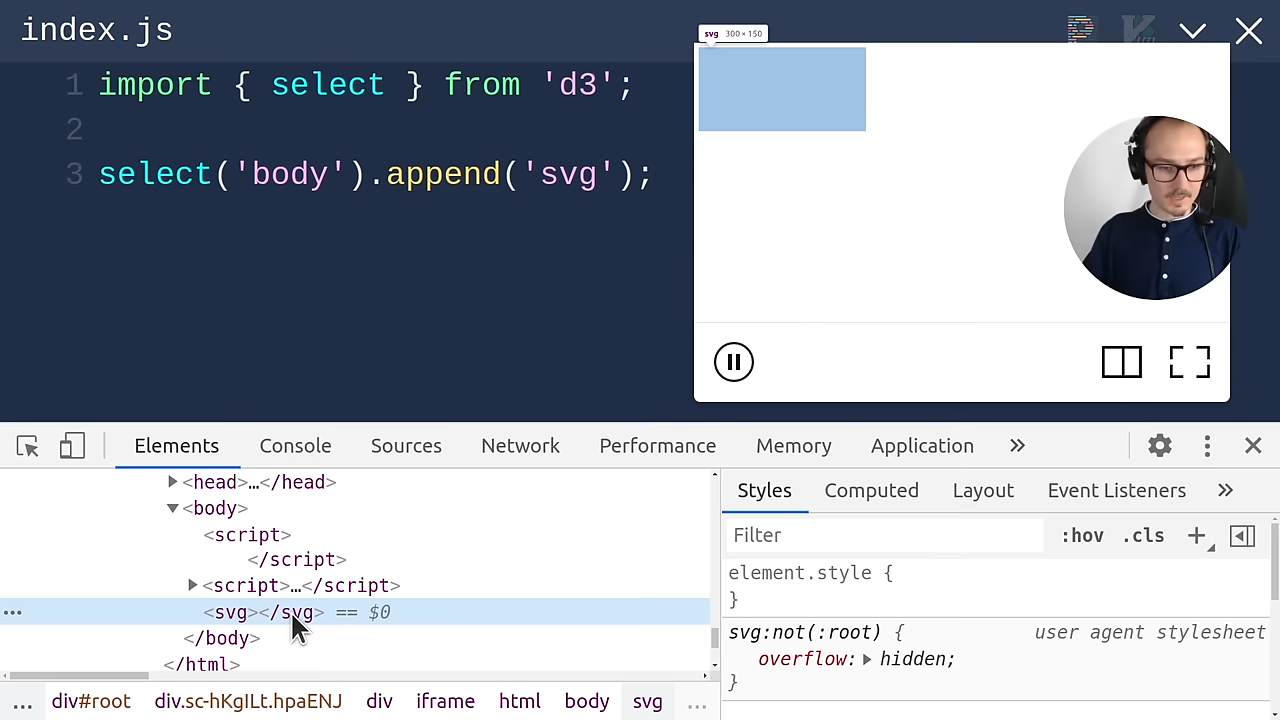 index.js
1 import { select } from 'd3';
2
3 select('body').append('svg');
svg 300 × 150
Elements Console Sources Network Performance Memory Application »
▶<head>…</head>
▼<body>
<script>
</script>
▶<script>…</script>
… <svg></svg> == $0
</body>
</html>
… div#root div.sc-hKgILt.hpaENJ div iframe html body svg …
Styles Computed Layout Event Listeners »
Filter :hov .cls +
element.style {
}
svg:not(:root) { user agent stylesheet
overflow: ▶ hidden;
}